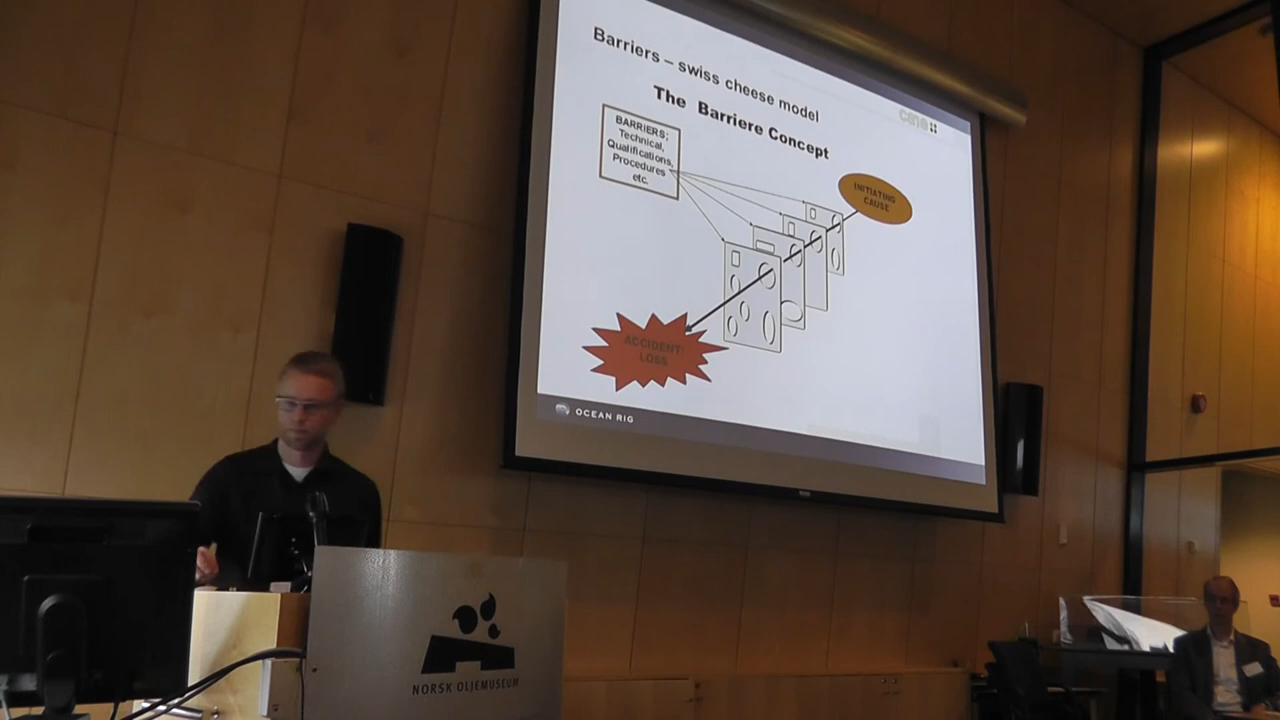 Barriers – swiss cheese model
The Barriere Concept
BARRIERS;
Technical,
Qualifications,
Procedures
etc.
INITIATING
CAUSE
ACCIDENT/
LOSS
OCEAN RIG
NORSK OLJEMUSEUM